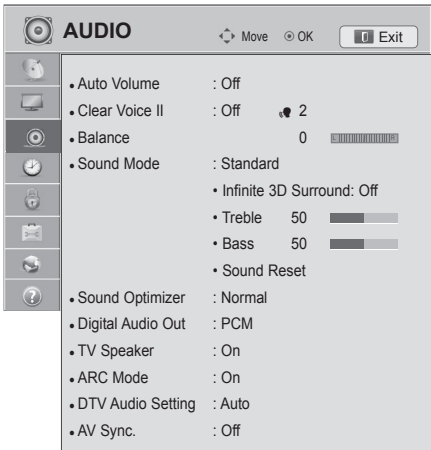 AUDIO Move OK Exit
• Auto Volume : Off
• Clear Voice II : Off 2
• Balance 0 L R
• Sound Mode : Standard
• Infinite 3D Surround: Off
• Treble 50
• Bass 50
• Sound Reset
• Sound Optimizer : Normal
• Digital Audio Out : PCM
• TV Speaker : On
• ARC Mode : On
• DTV Audio Setting : Auto
• AV Sync. : Off